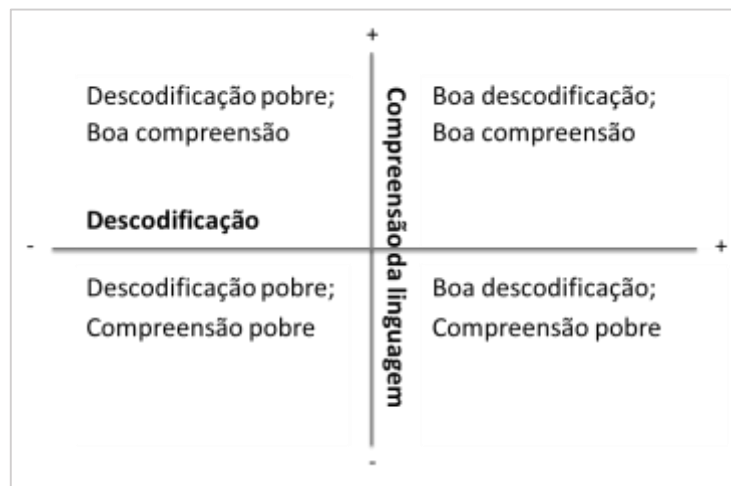 +
Descodificação pobre;
Boa compreensão
Boa descodificação;
Boa compreensão
Compreensão da linguagem
Descodificação
-
+
Descodificação pobre;
Compreensão pobre
Boa descodificação;
Compreensão pobre
-